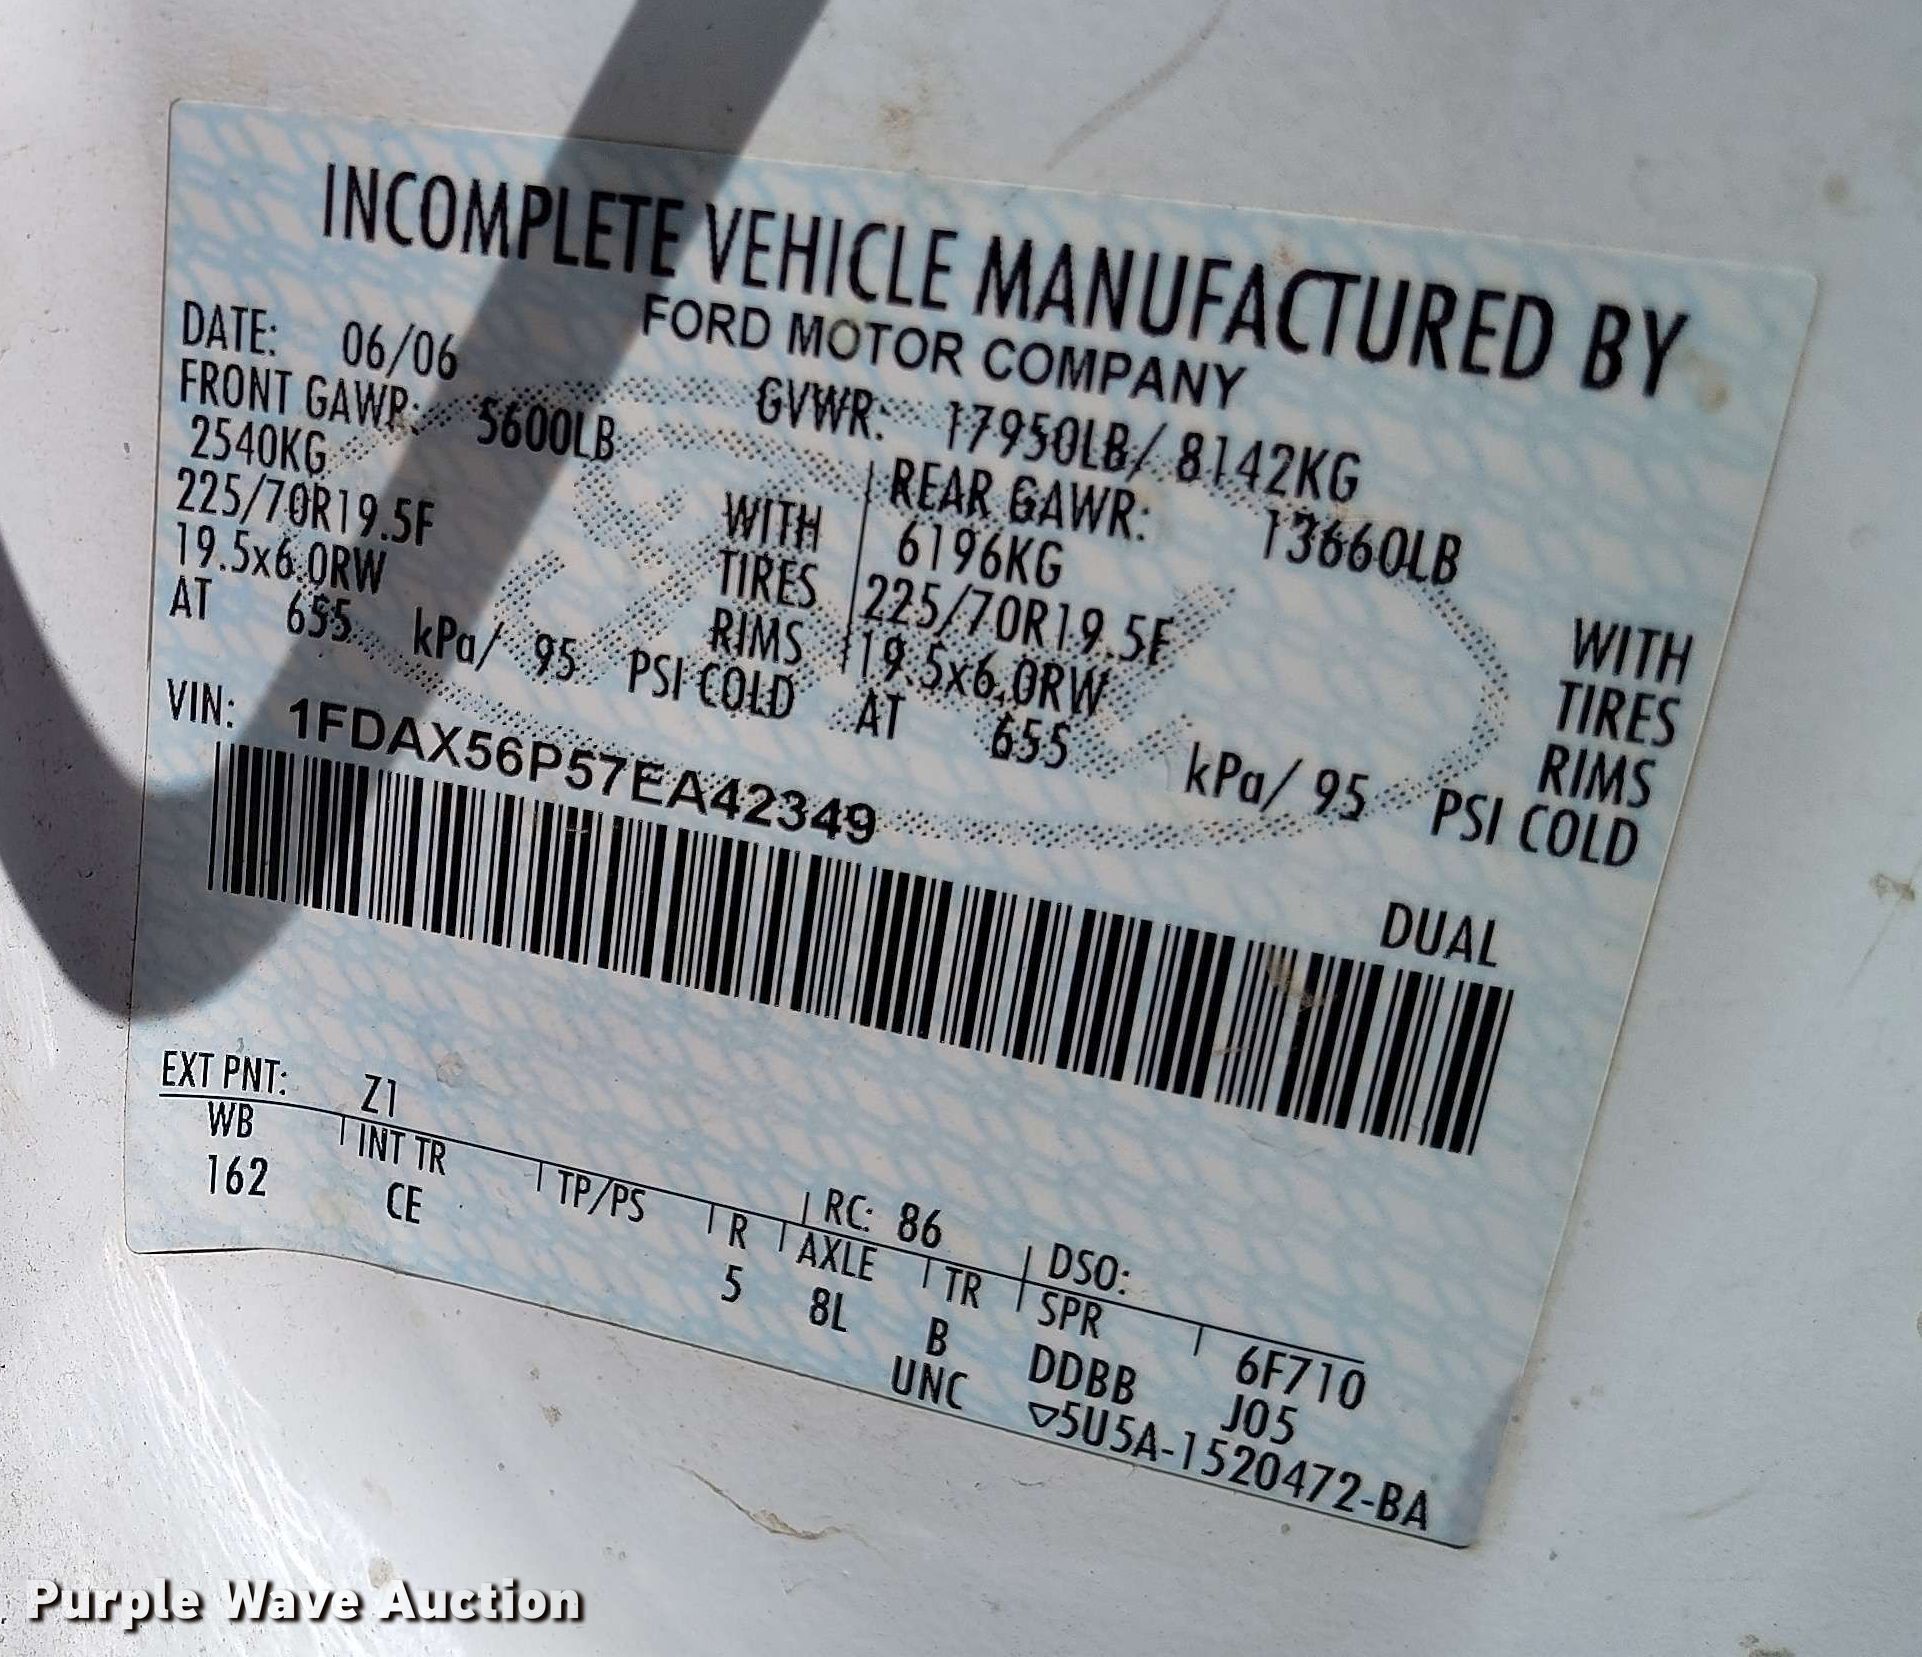 INCOMPLETE VEHICLE MANUFACTURED BY
FORD MOTOR COMPANY
DATE: 06/06 GVWR: 17950LB/ 8142KG
FRONT GAWR: 5600LB REAR GAWR: 13660LB
2540KG WITH 6196KG WITH
225/70R19.5F TIRES 225/70R19.5F TIRES
19.5x6.0RW RIMS 19.5x6.0RW RIMS
AT 655 kPa/ 95 PSI COLD AT 655 kPa/ 95 PSI COLD
VIN: 1FDAX56P57EA42349 DUAL
EXT PNT: Z1 RC: 86 DSO:
WB INT TR TP/PS R AXLE TR SPR 6F710
162 CE 5 8L B DDBB J05
UNC ▽5U5A-1520472-BA
Purple Wave Auction